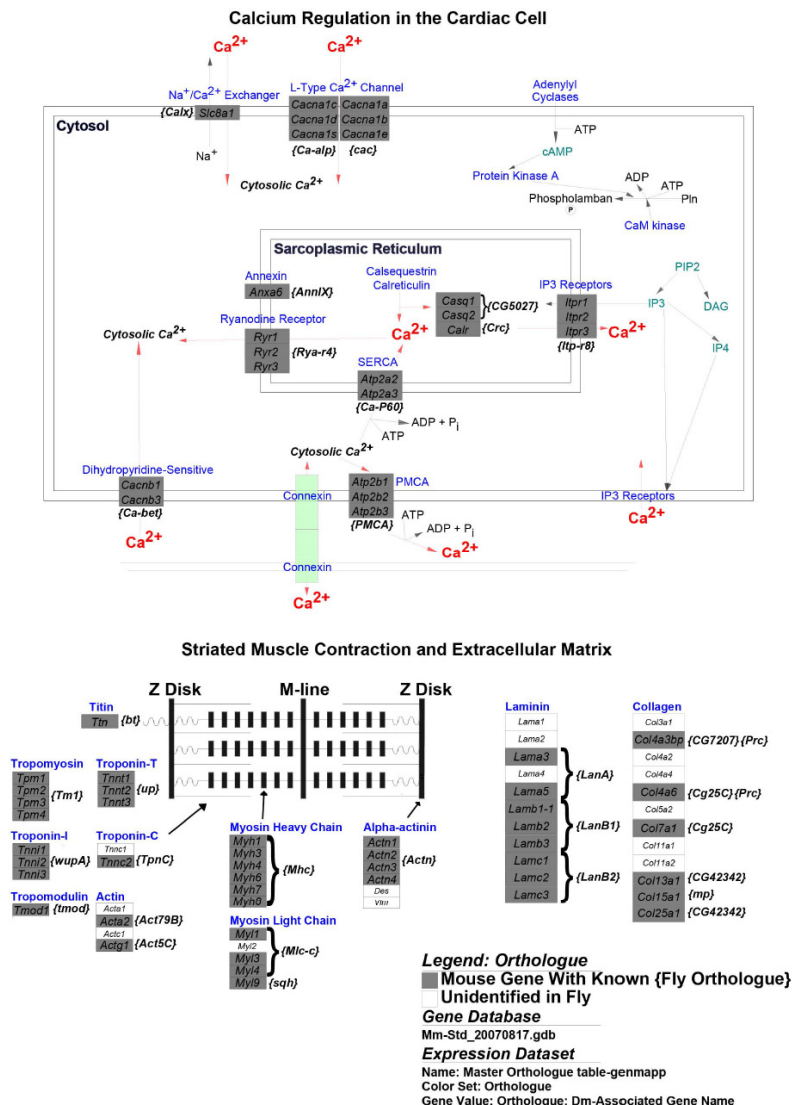 Calcium Regulation in the Cardiac Cell
Ca2+
Ca2+
Na+/Ca2+ Exchanger
L-Type Ca2+ Channel
Adenylyl
Cyclases
{Calx}
Slc8a1
Cacna1c
Cacna1a
Cacna1d
Cacna1b
Cacna1s
Cacna1e
{Ca-alp}
{cac}
Cytosol
ATP
Na+
cAMP
Cytosolic Ca2+
Protein Kinase A
ADP
ATP
Phospholamban
Pln
P
CaM kinase
Sarcoplasmic Reticulum
Annexin
Anxa6
{AnnIX}
Calsequestrin
Calreticulin
IP3 Receptors
PIP2
Ryanodine Receptor
Casq1
Casq2
{CG5027}
Calr
{Crc}
Itpr1
Itpr2
Itpr3
{Itp-r8}
IP3
DAG
Cytosolic Ca2+
Ryr1
Ryr2
Ryr3
{Rya-r4}
Ca2+
Ca2+
IP4
SERCA
Atp2a2
Atp2a3
{Ca-P60}
ADP + Pi
ATP
Cytosolic Ca2+
Dihydropyridine-Sensitive
Cacnb1
Cacnb3
{Ca-bet}
Connexin
Atp2b1
Atp2b2
Atp2b3
PMCA
{PMCA}
ATP
ADP + Pi
IP3 Receptors
Ca2+
Ca2+
Ca2+
Connexin
Ca2+
Striated Muscle Contraction and Extracellular Matrix
Z Disk
M-line
Z Disk
Titin
Ttn
{bt}
Tropomyosin
Tpm1
Tpm2
Tpm3
Tpm4
{Tm1}
Troponin-T
Tnnt1
Tnnt2
Tnnt3
{up}
Troponin-I
Tnni1
Tnni2
Tnni3
{wupA}
Troponin-C
Tnnc1
Tnnc2
{TpnC}
Tropomodulin
Tmod1
{tmod}
Actin
Acta1
Acta2
{Act79B}
Actc1
Actg1
{Act5C}
Myosin Heavy Chain
Myh1
Myh3
Myh4
Myh6
Myh7
Myh8
{Mhc}
Myosin Light Chain
Myl1
Myl2
Myl3
Myl4
{Mlc-c}
Myl9
{sqh}
Alpha-actinin
Actn1
Actn2
Actn3
Actn4
{Actn}
Des
Vim
Laminin
Lama1
Lama2
Lama3
Lama4
Lama5
{LanA}
Lamb1-1
Lamb2
Lamb3
{LanB1}
Lamc1
Lamc2
Lamc3
{LanB2}
Collagen
Col3a1
Col4a3bp
{CG7207}{Prc}
Col4a2
Col4a4
Col4a6
{Cg25C}{Prc}
Col5a2
Col7a1
{Cg25C}
Col11a1
Col11a2
Col13a1
{CG42342}
Col15a1
{mp}
Col25a1
{CG42342}
Legend: Orthologue
Mouse Gene With Known {Fly Orthologue}
Unidentified in Fly
Gene Database
Mm-Std_20070817.gdb
Expression Dataset
Name: Master Orthologue table-genmapp
Color Set: Orthologue
Gene Value: Orthologue: Dm-Associated Gene Name